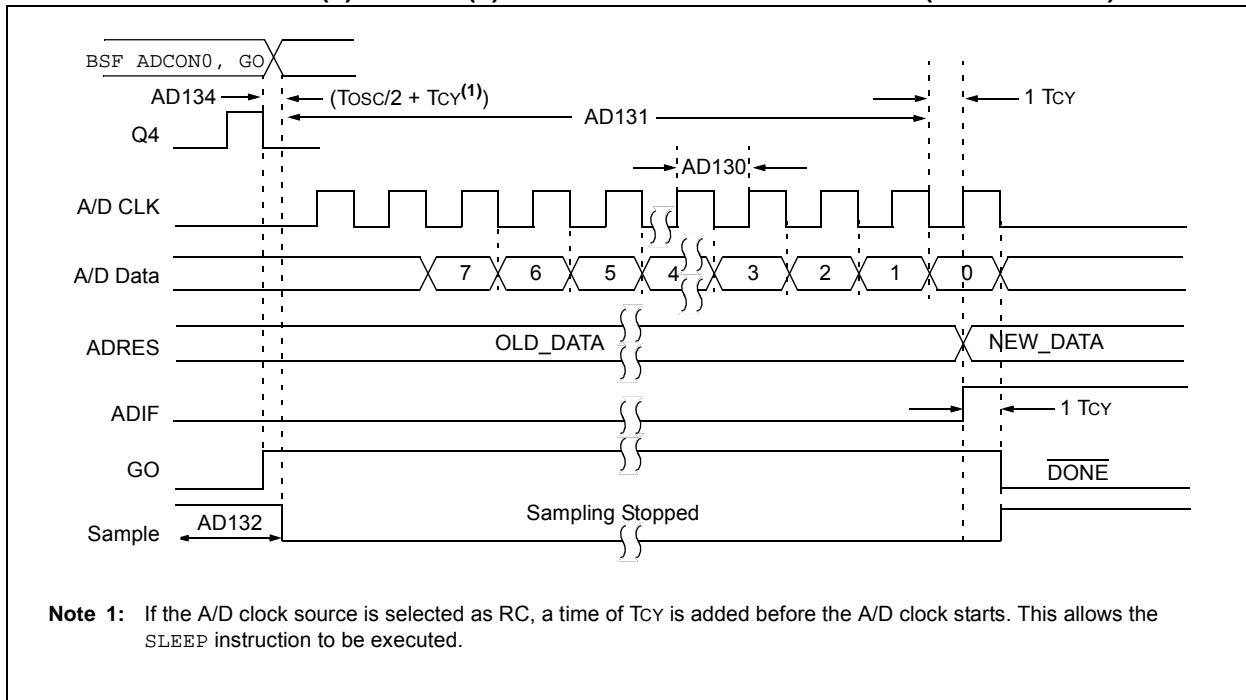 BSF ADCON0, GO
AD134
(TOSC/2 + TCY(1))
1 TCY
AD131
Q4
AD130
A/D CLK
A/D Data
7 6 5 4 3 2 1 0
ADRES
OLD_DATA
NEW_DATA
ADIF
1 TCY
GO
DONE
Sample
AD132
Sampling Stopped
Note 1: If the A/D clock source is selected as RC, a time of TCY is added before the A/D clock starts. This allows the
SLEEP instruction to be executed.